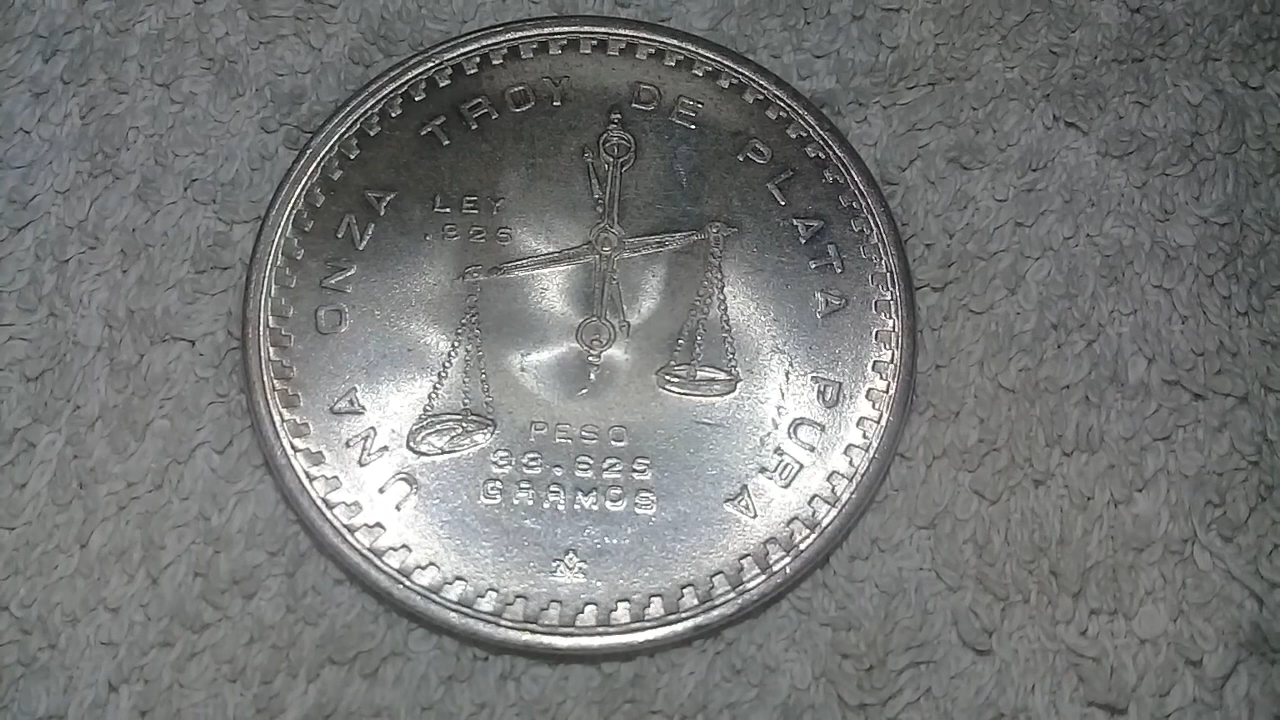 UNA ONZA TROY DE PLATA PURA
LEY
.925
PESO
33.625
GRAMOS